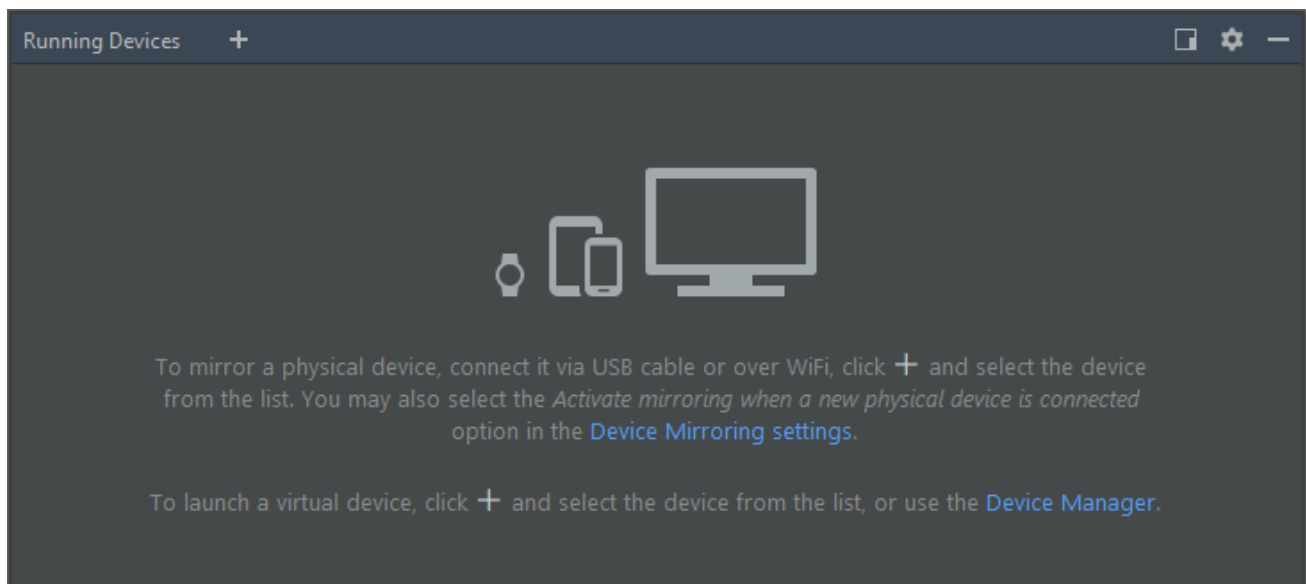 Running Devices +
To mirror a physical device, connect it via USB cable or over WiFi, click + and select the device
from the list. You may also select the Activate mirroring when a new physical device is connected
option in the Device Mirroring settings.
To launch a virtual device, click + and select the device from the list, or use the Device Manager.